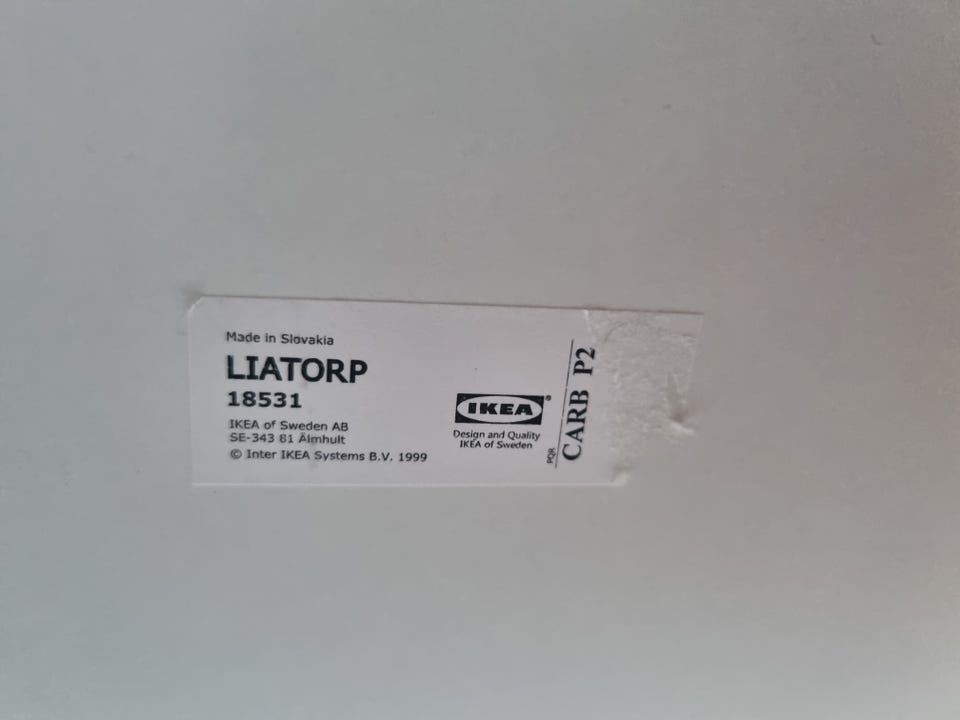 Made in Slovakia
LIATORP
18531
IKEA of Sweden AB
SE-343 81 Älmhult
© Inter IKEA Systems B.V. 1999
IKEA®
Design and Quality
IKEA of Sweden
PQR
CARB P2